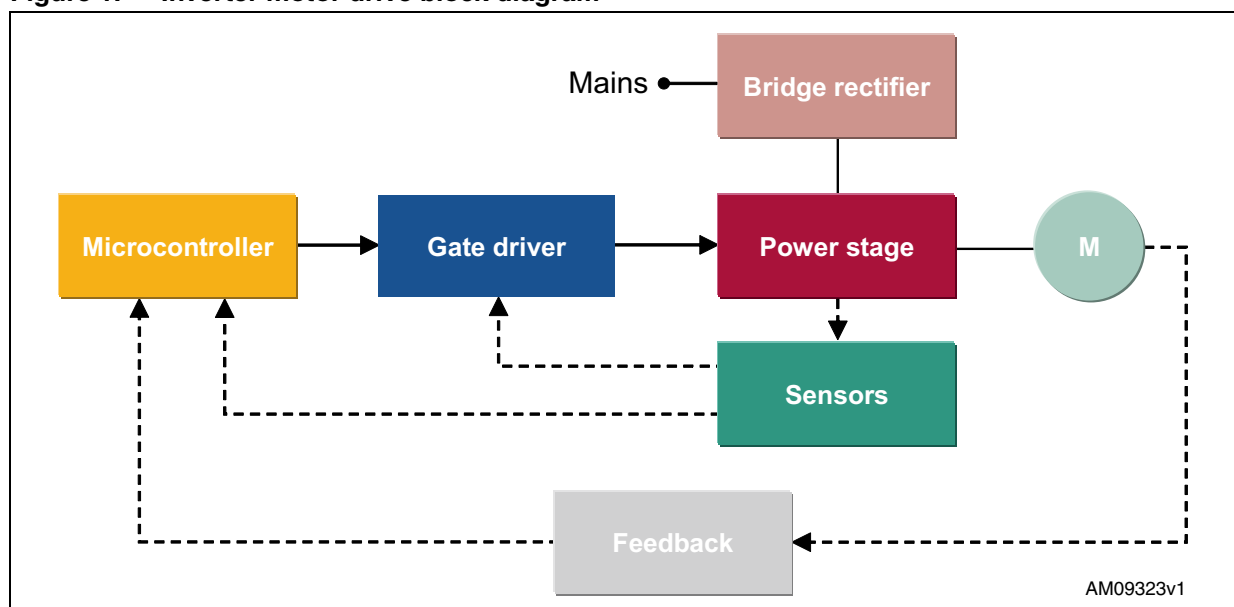 Mains
Bridge rectifier
Microcontroller
Gate driver
Power stage
M
Sensors
Feedback
AM09323v1